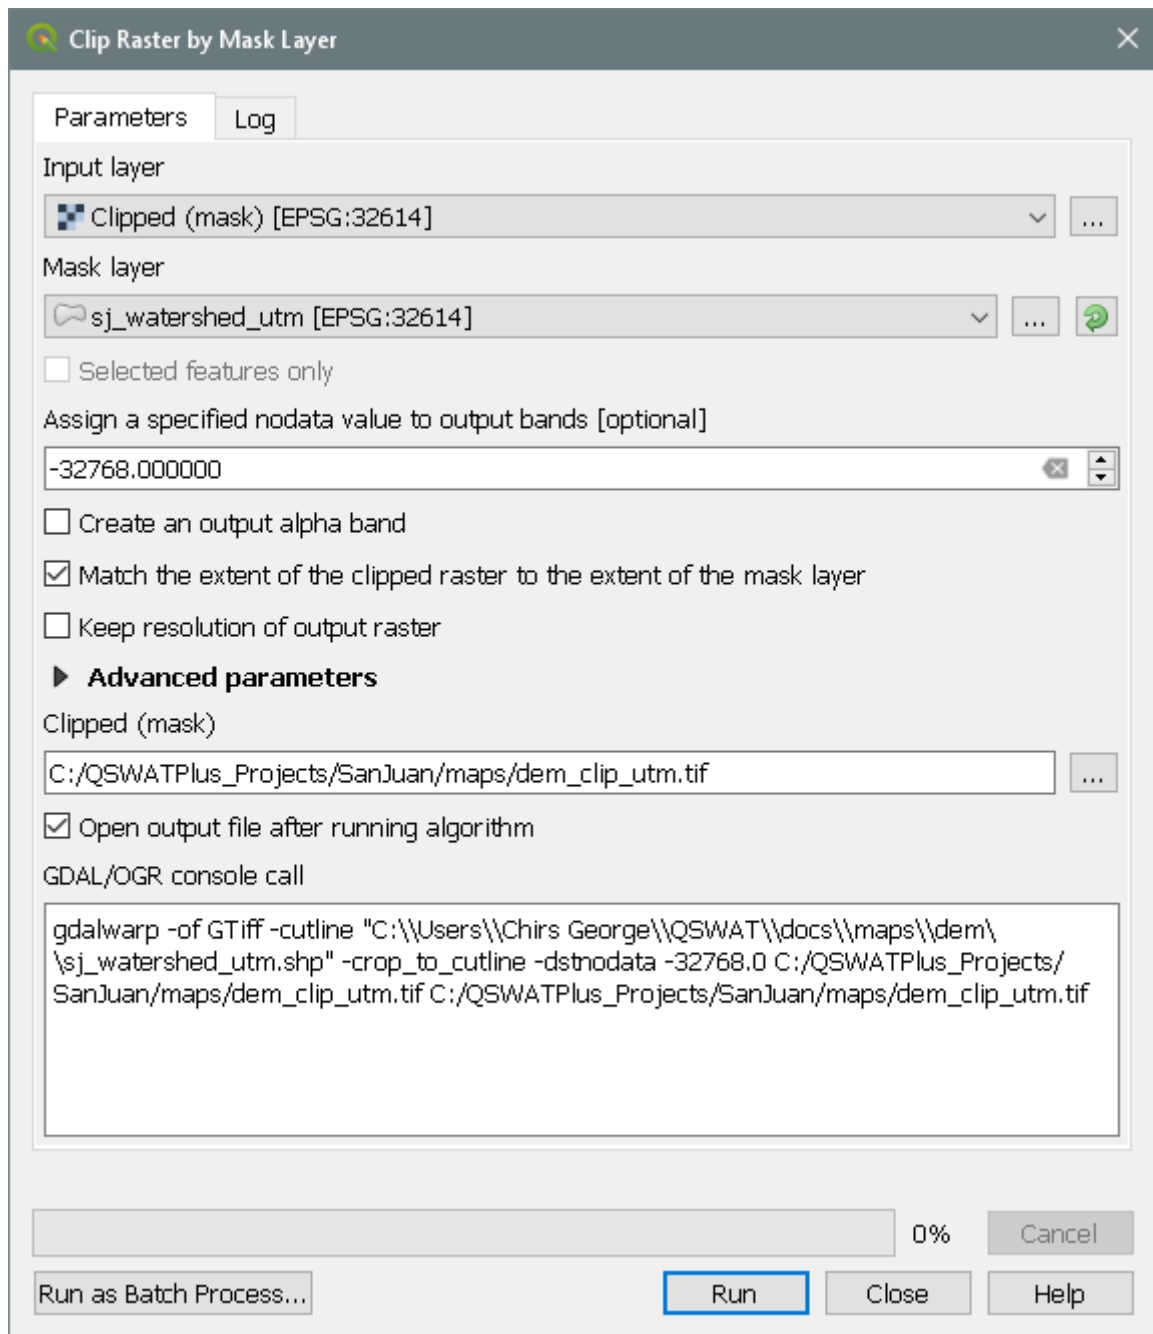 Clip Raster by Mask Layer
Parameters
Log
Input layer
Clipped (mask) [EPSG:32614]
...
Mask layer
sj_watershed_utm [EPSG:32614]
...
Selected features only
Assign a specified nodata value to output bands [optional]
-32768.000000
Create an output alpha band
Match the extent of the clipped raster to the extent of the mask layer
Keep resolution of output raster
Advanced parameters
Clipped (mask)
C:/QSWATPlus_Projects/SanJuan/maps/dem_clip_utm.tif
...
Open output file after running algorithm
GDAL/OGR console call
gdalwarp -of GTiff -cutline "C:\\Users\\Chirs George\\QSWAT\\docs\\maps\\dem\
\sj_watershed_utm.shp" -crop_to_cutline -dstnodata -32768.0 C:/QSWATPlus_Projects/
SanJuan/maps/dem_clip_utm.tif C:/QSWATPlus_Projects/SanJuan/maps/dem_clip_utm.tif
0%
Cancel
Run as Batch Process...
Run
Close
Help